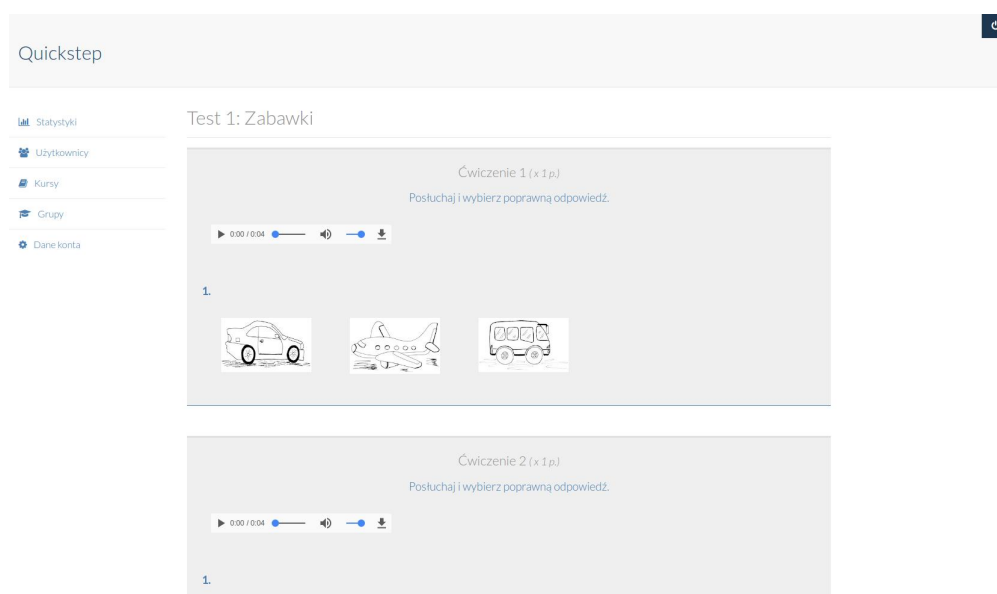 Quickstep
Statystyki
Użytkownicy
Kursy
Grupy
Dane konta
Test 1: Zabawki
Ćwiczenie 1 ( x 1 p.)
Posłuchaj i wybierz poprawną odpowiedź.
0:00 / 0:04
1.
Ćwiczenie 2 ( x 1 p.)
Posłuchaj i wybierz poprawną odpowiedź.
0:00 / 0:04
1.